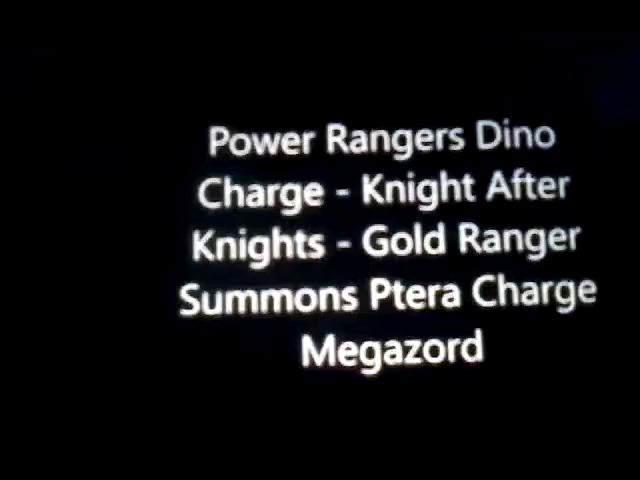 Power Rangers Dino
Charge - Knight After
Knights - Gold Ranger
Summons Ptera Charge
Megazord